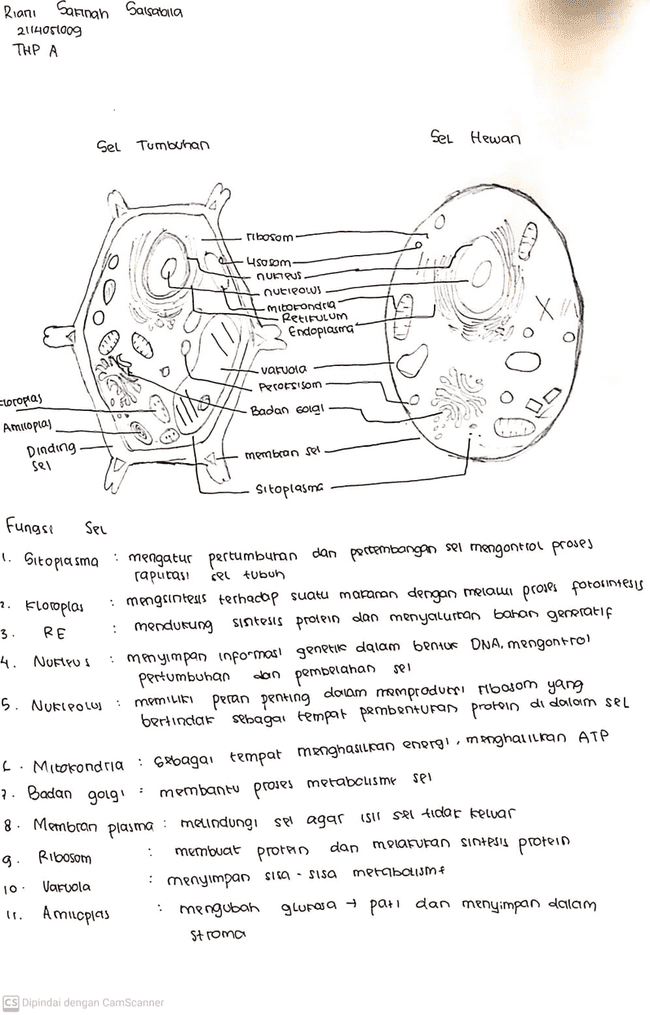 Riani Safinah Salsabilla
2114051009
THP A
Sel Tumbuhan
Sel Hewan
ribosom
lisosom
nukleus
nukleolus
mitokondria
Retikulum
Endoplasma
vakuola
Peroksisom
Badan Golgi
Kloroplas
Amiloplas
Dinding
sel
membran sel
Sitoplasma
Fungsi Sel
1. Sitoplasma : mengatur pertumbuhan dan perkembangan sel mengontrol proses
sel tubuh
2. Kloroplas : mengsintesis terhadap suatu makanan dengan melalui proses fotosintesis
3. RE : mendukung sintesis protein dan menyalurkan bahan generatif
4. Nukleus : menyimpan informasi genetik dalam bentuk DNA, mengontrol
pertumbuhan dan pembelahan sel
5. Nukleolus : memiliki peran penting dalam memproduksi ribosom yang
bertindak sebagai tempat pembentukan protein di dalam sel
6. Mitokondria : sebagai tempat menghasilkan energi, menghasilkan ATP
7. Badan golgi : membantu proses metabolisme sel
8. Membran plasma : melindungi sel agar isii sel tidak keluar
9. Ribosom : membuat protein dan melakukan sintesis protein
10. Vakuola : menyimpan sisa-sisa metabolisme
11. Amiloplas : mengubah glukosa → pati dan menyimpan dalam
stroma
CS Dipindai dengan CamScanner